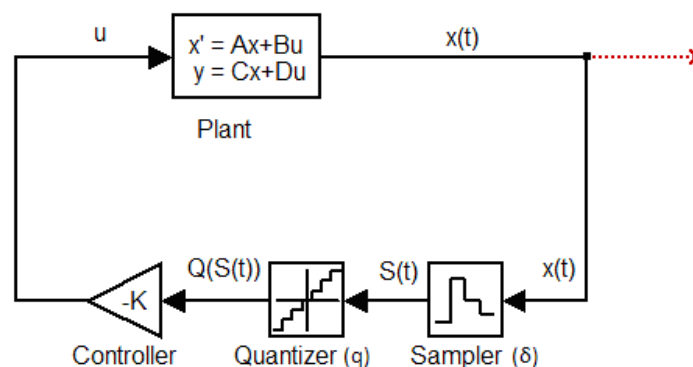 u
x' = Ax+Bu
y = Cx+Du
x(t)
Plant
Q(S(t))
S(t)
x(t)
-K
Controller
Quantizer (q)
Sampler (δ)